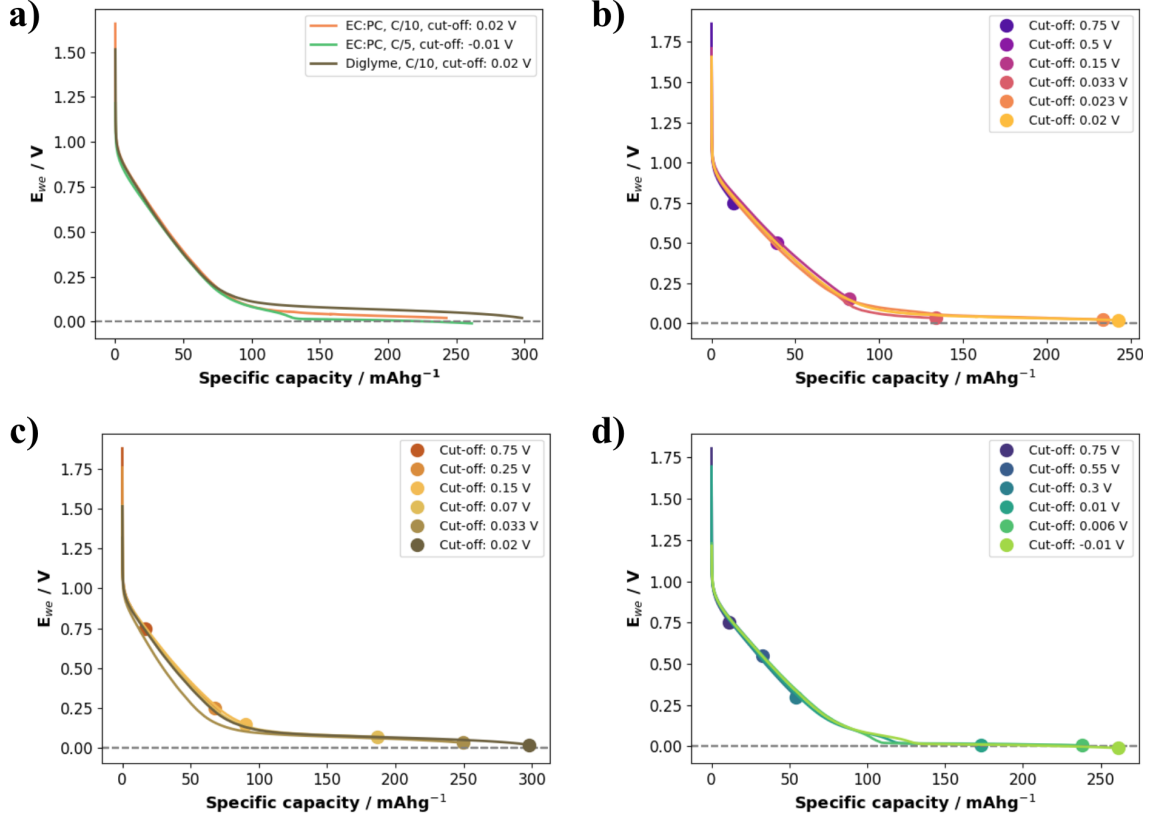 a)
EC:PC, C/10, cut-off: 0.02 V
EC:PC, C/5, cut-off: -0.01 V
Diglyme, C/10, cut-off: 0.02 V
1.50
1.25
1.00
0.75
0.50
0.25
0.00
E_we / V
0 50 100 150 200 250 300
Specific capacity / mAhg⁻¹
b)
Cut-off: 0.75 V
Cut-off: 0.5 V
Cut-off: 0.15 V
Cut-off: 0.033 V
Cut-off: 0.023 V
Cut-off: 0.02 V
1.75
1.50
1.25
1.00
0.75
0.50
0.25
0.00
E_we / V
0 50 100 150 200 250
Specific capacity / mAhg⁻¹
c)
Cut-off: 0.75 V
Cut-off: 0.25 V
Cut-off: 0.15 V
Cut-off: 0.07 V
Cut-off: 0.033 V
Cut-off: 0.02 V
1.75
1.50
1.25
1.00
0.75
0.50
0.25
0.00
E_we / V
0 50 100 150 200 250 300
Specific capacity / mAhg⁻¹
d)
Cut-off: 0.75 V
Cut-off: 0.55 V
Cut-off: 0.3 V
Cut-off: 0.01 V
Cut-off: 0.006 V
Cut-off: -0.01 V
1.75
1.50
1.25
1.00
0.75
0.50
0.25
0.00
E_we / V
0 50 100 150 200 250
Specific capacity / mAhg⁻¹